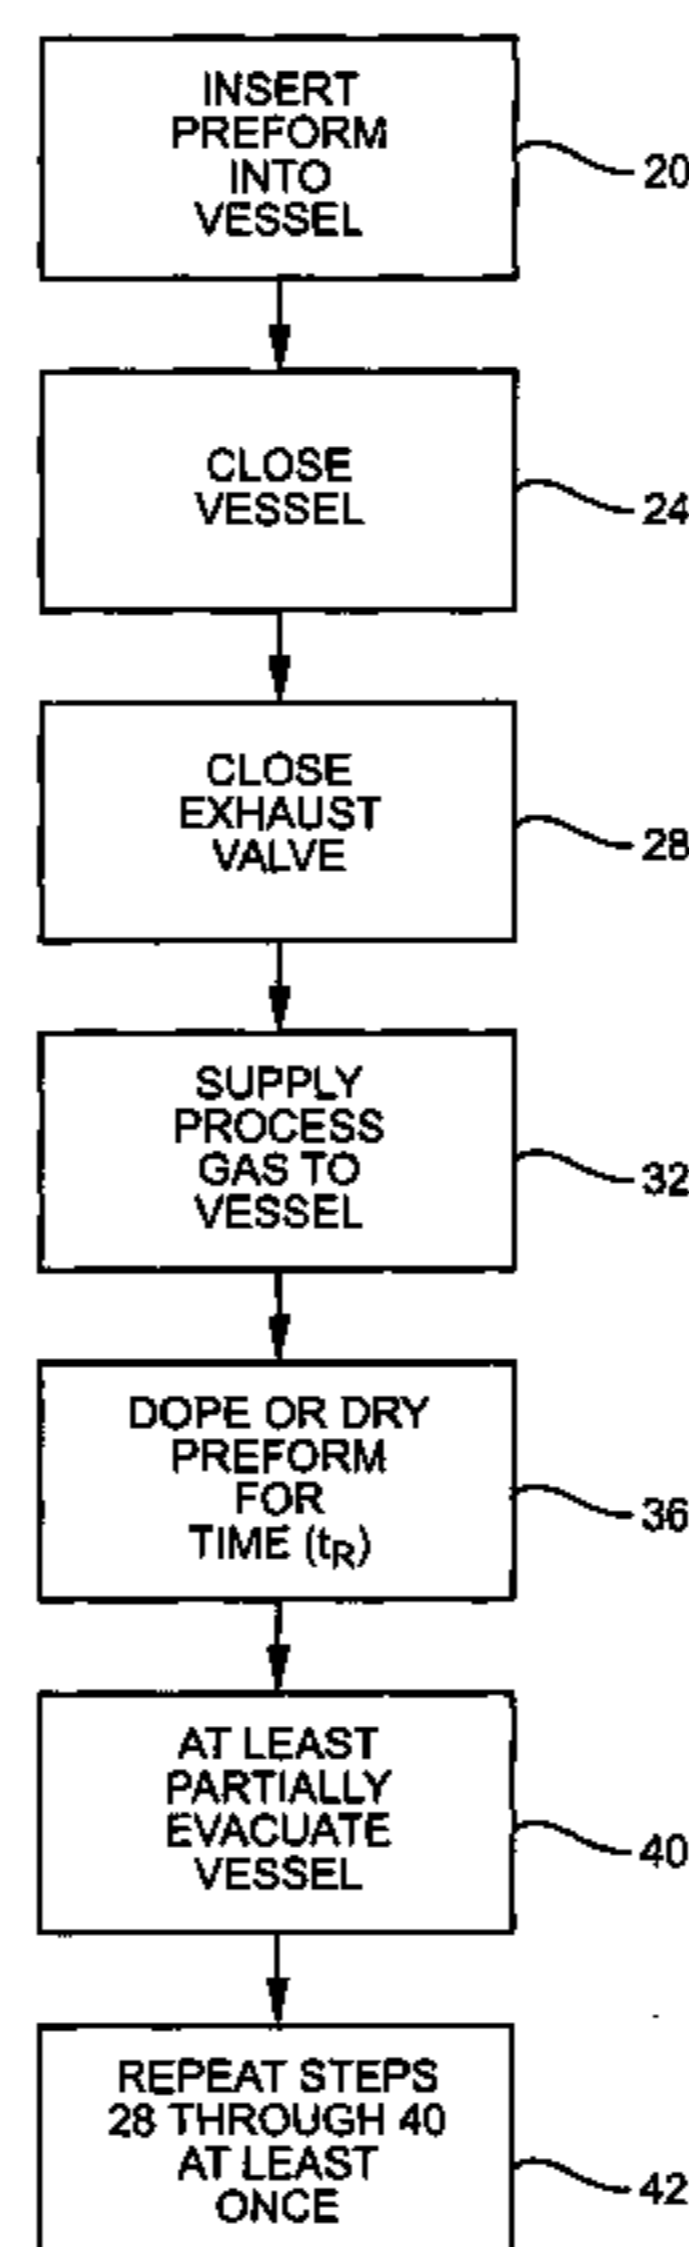 INSERT
PREFORM
INTO
VESSEL
20
CLOSE
VESSEL
24
CLOSE
EXHAUST
VALVE
28
SUPPLY
PROCESS
GAS TO
VESSEL
32
DOPE OR DRY
PREFORM
FOR
TIME (tR)
36
AT LEAST
PARTIALLY
EVACUATE
VESSEL
40
REPEAT STEPS
28 THROUGH 40
AT LEAST
ONCE
42